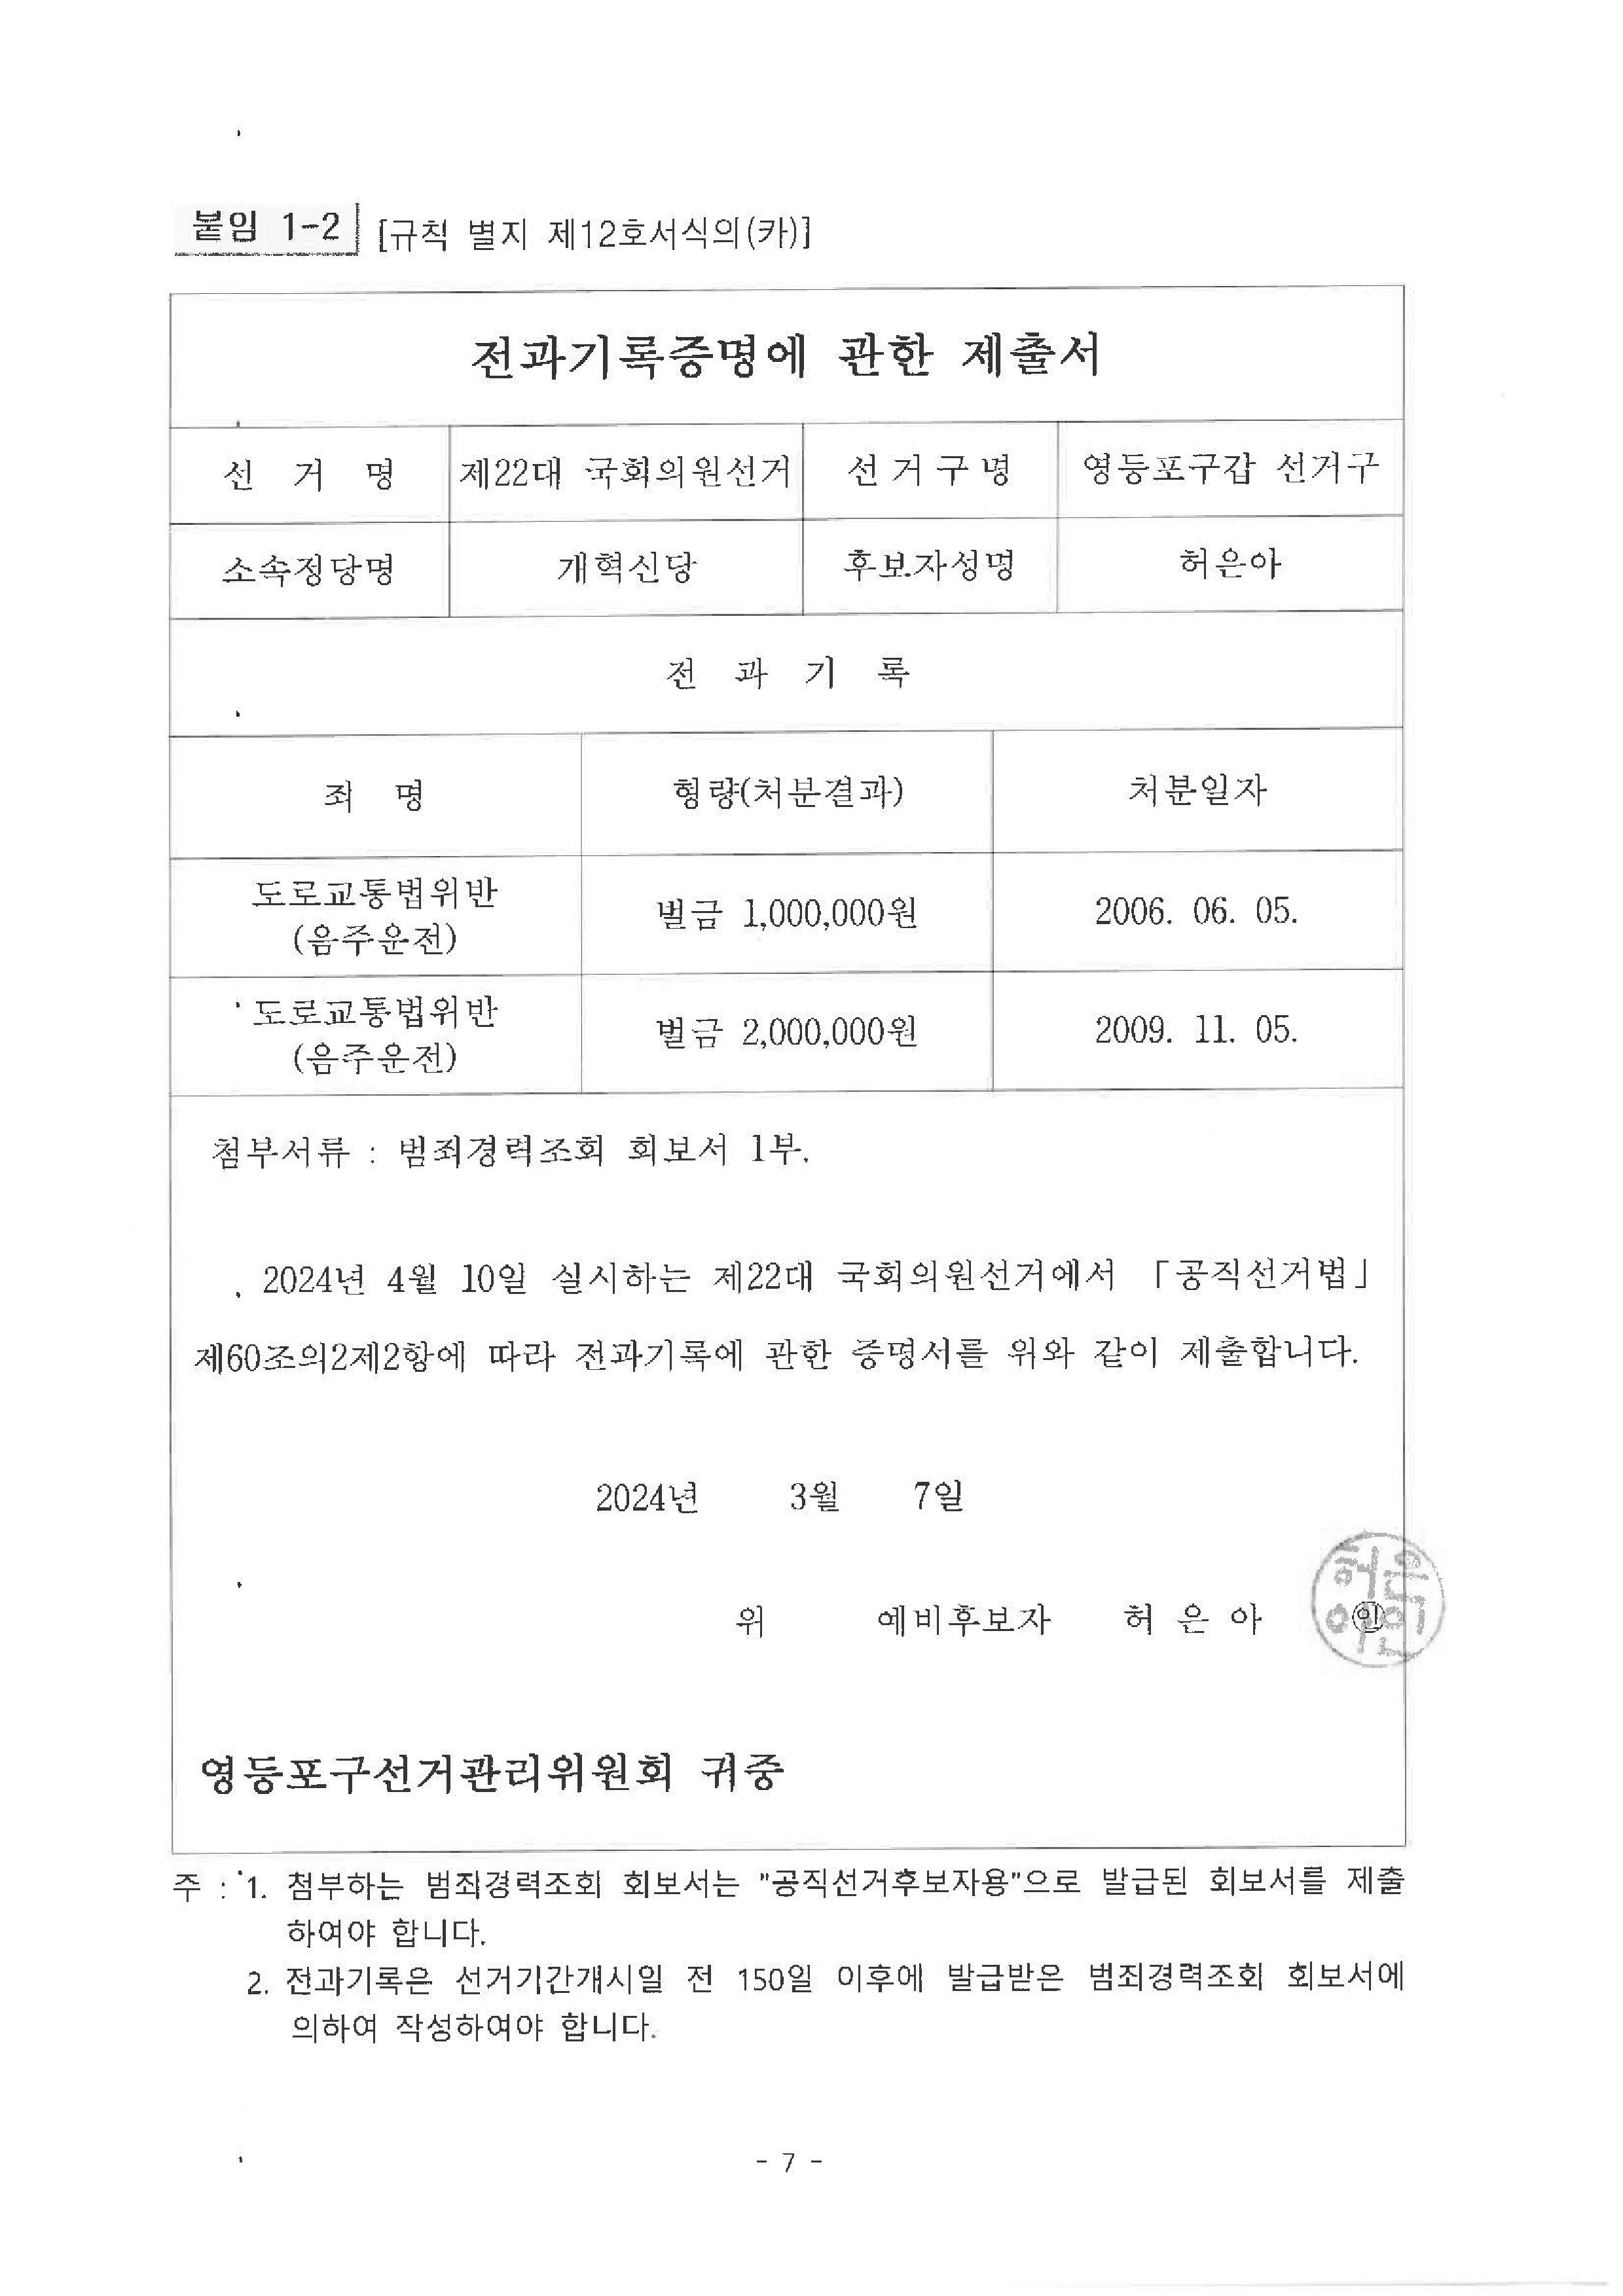 붙임 1-2 [규칙 별지 제12호서식의(카)]
전과기록증명에 관한 제출서
선 거 명 제22대 국회의원선거 선거구명 영등포구갑 선거구
소속정당명 개혁신당 후보자성명 허은아
전 과 기 록
죄 명 형량(처분결과) 처분일자
도로교통법위반
(음주운전) 벌금 1,000,000원 2006. 06. 05.
도로교통법위반
(음주운전) 벌금 2,000,000원 2009. 11. 05.
첨부서류 : 범죄경력조회 회보서 1부.
2024년 4월 10일 실시하는 제22대 국회의원선거에서 「공직선거법」
제60조의2제2항에 따라 전과기록에 관한 증명서를 위와 같이 제출합니다.
2024년 3월 7일
위 예비후보자 허 은 아 ㊞
허은
아인
영등포구선거관리위원회 귀중
주 : 1. 첨부하는 범죄경력조회 회보서는 "공직선거후보자용"으로 발급된 회보서를 제출
하여야 합니다.
2. 전과기록은 선거기간개시일 전 150일 이후에 발급받은 범죄경력조회 회보서에
의하여 작성하여야 합니다.
- 7 -